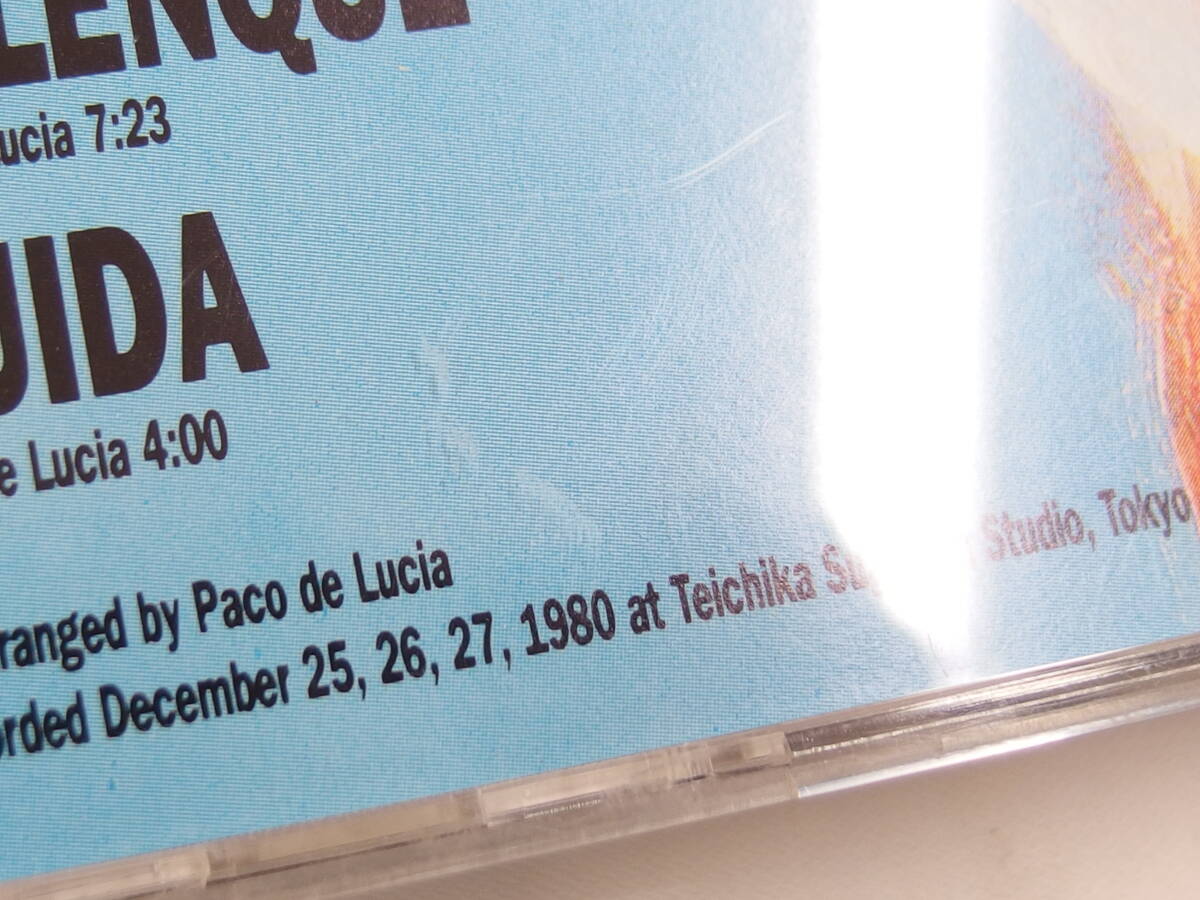 LENQUE
ucia 7:23
UIDA
e Lucia 4:00
ranged by Paco de Lucia
orded December 25, 26, 27, 1980 at Teichika Studio, Tokyo